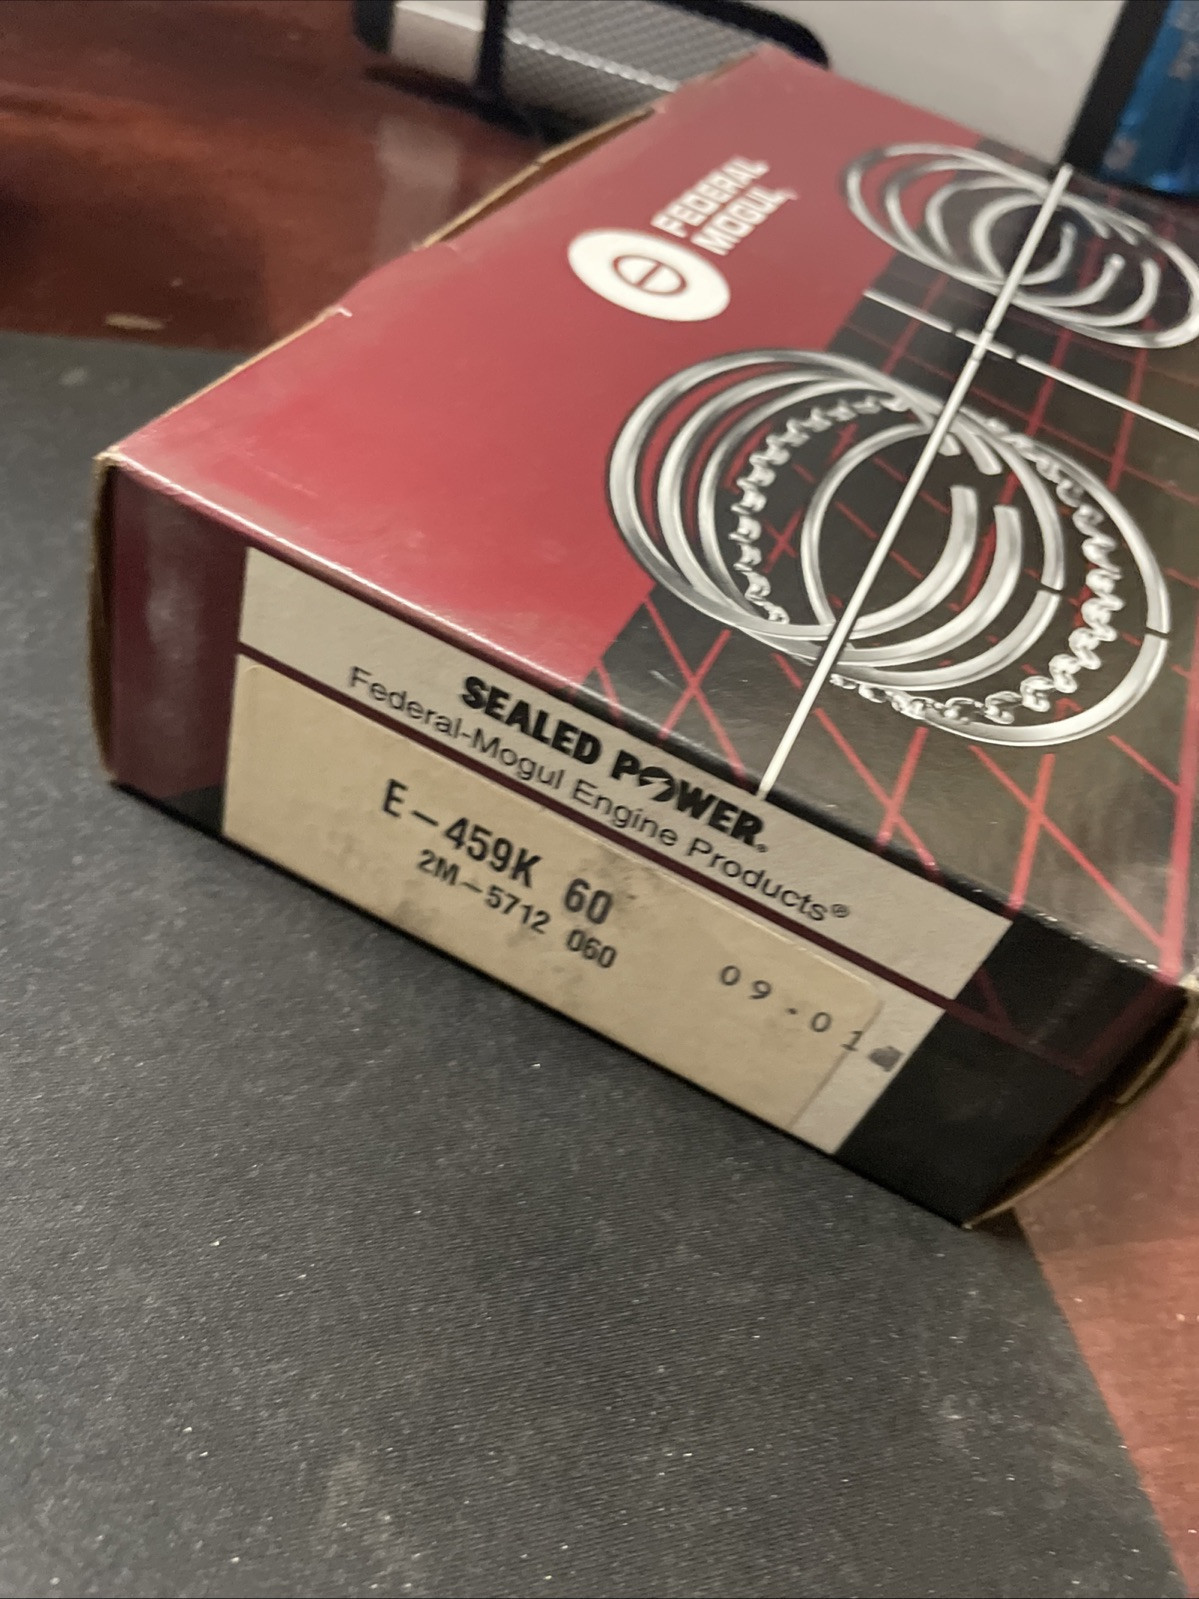 FEDERAL
MOGUL
SEALED POWER®
Federal-Mogul Engine Products®
E-459K 60
2M-5712 060
09.01